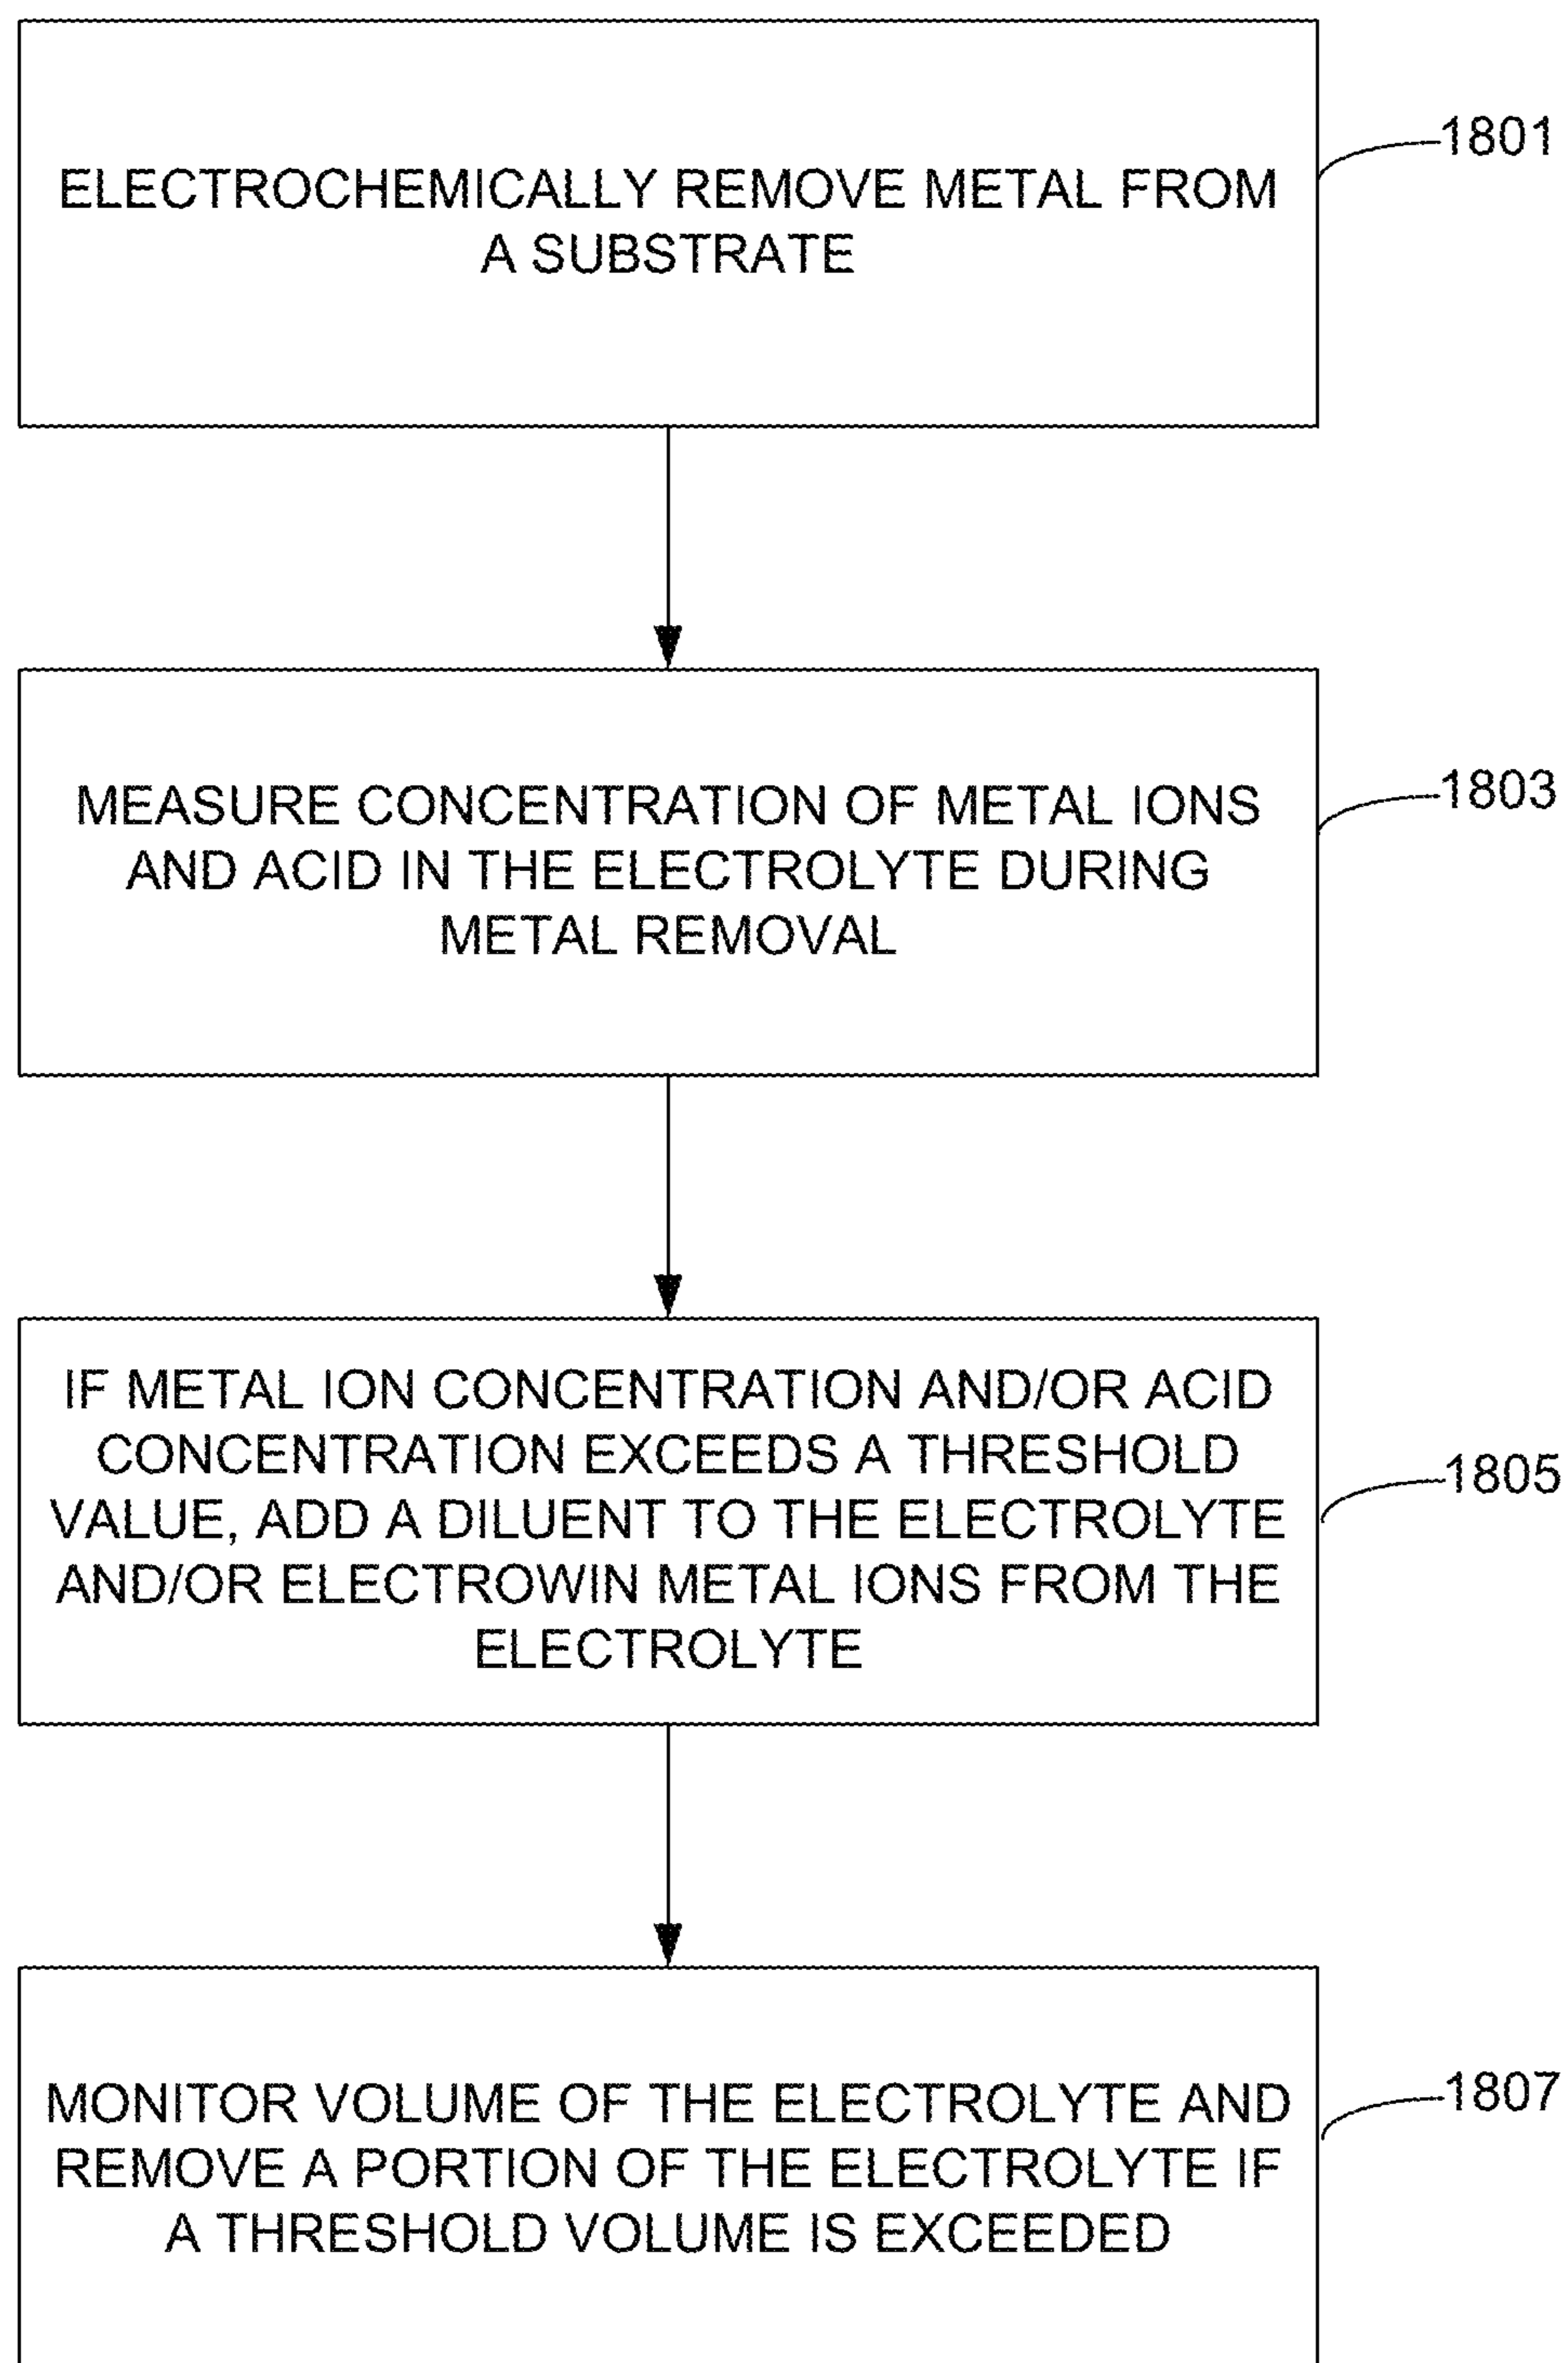 ELECTROCHEMICALLY REMOVE METAL FROM
A SUBSTRATE
1801
MEASURE CONCENTRATION OF METAL IONS
AND ACID IN THE ELECTROLYTE DURING
METAL REMOVAL
1803
IF METAL ION CONCENTRATION AND/OR ACID
CONCENTRATION EXCEEDS A THRESHOLD
VALUE, ADD A DILUENT TO THE ELECTROLYTE
AND/OR ELECTROWIN METAL IONS FROM THE
ELECTROLYTE
1805
MONITOR VOLUME OF THE ELECTROLYTE AND
REMOVE A PORTION OF THE ELECTROLYTE IF
A THRESHOLD VOLUME IS EXCEEDED
1807